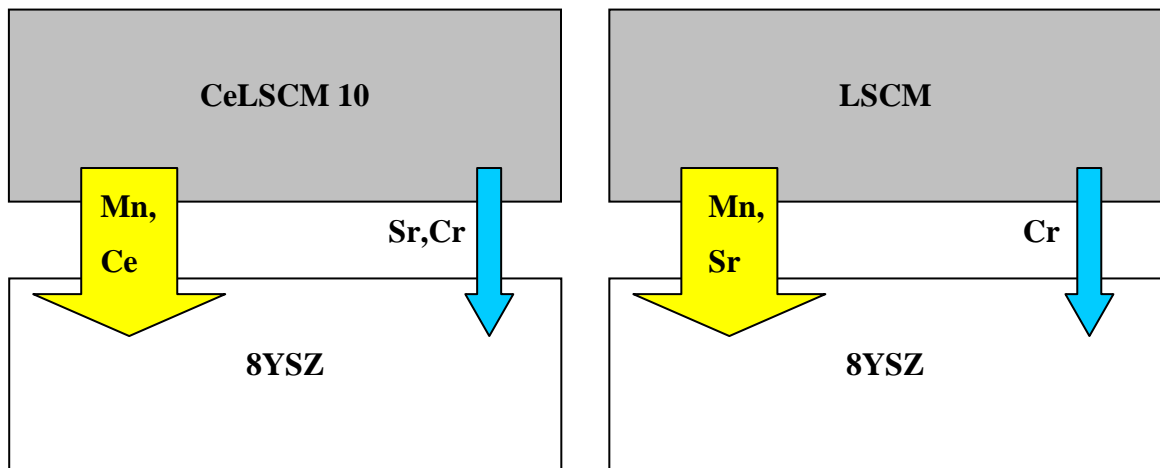 CeLSCM 10
Mn,
Ce
Sr,Cr
8YSZ
LSCM
Mn,
Sr
Cr
8YSZ